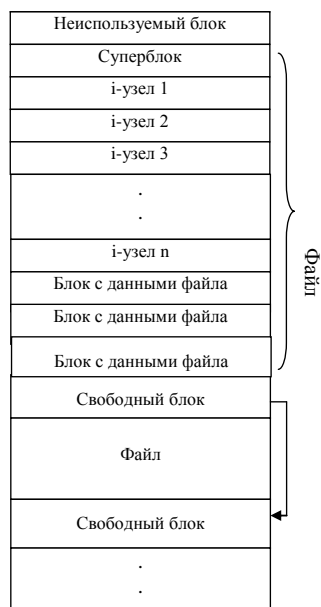 Неиспользуемый блок
Суперблок
i-узел 1
i-узел 2
i-узел 3
.
.
i-узел n
Блок с данными файла
Блок с данными файла
Блок с данными файла
Файл
Свободный блок
Файл
Свободный блок
.
.